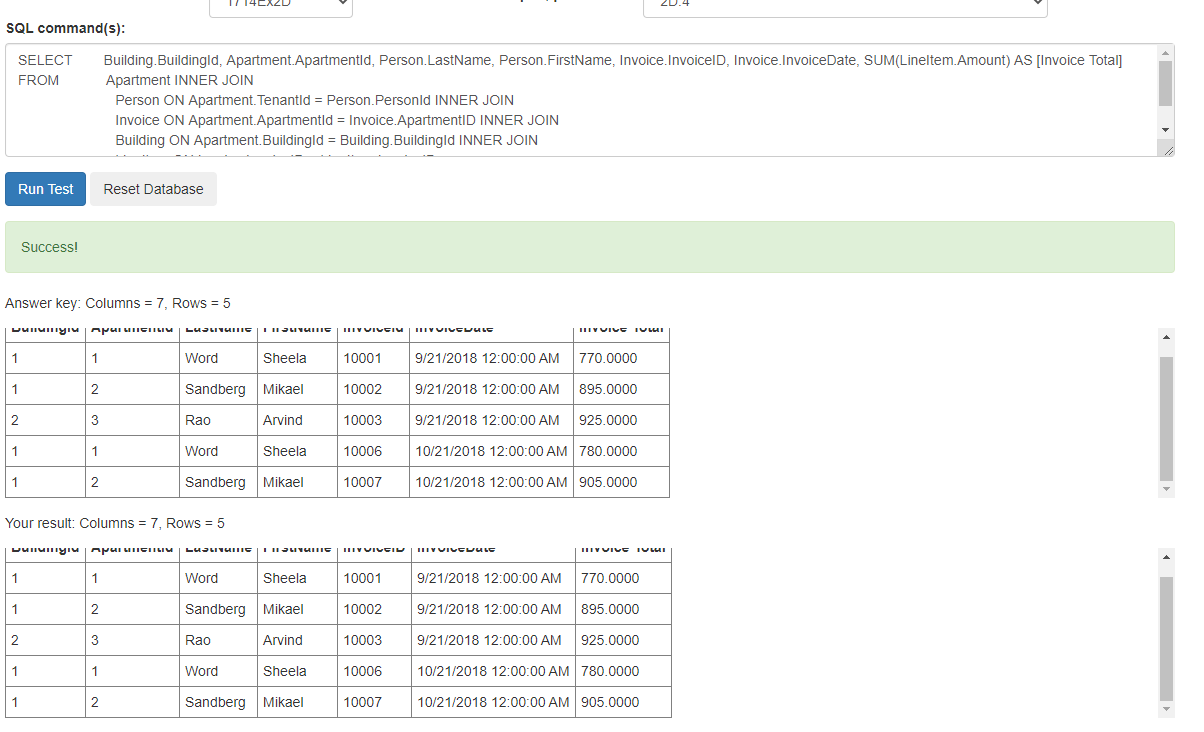 1714Ex2D
2D.4
SQL command(s):
SELECT Building.BuildingId, Apartment.ApartmentId, Person.LastName, Person.FirstName, Invoice.InvoiceID, Invoice.InvoiceDate, SUM(LineItem.Amount) AS [Invoice Total]
FROM Apartment INNER JOIN
Person ON Apartment.TenantId = Person.PersonId INNER JOIN
Invoice ON Apartment.ApartmentId = Invoice.ApartmentID INNER JOIN
Building ON Apartment.BuildingId = Building.BuildingId INNER JOIN
Run Test Reset Database
Success!
Answer key: Columns = 7, Rows = 5
BuildingId ApartmentId LastName FirstName InvoiceId InvoiceDate Invoice Total
1 1 Word Sheela 10001 9/21/2018 12:00:00 AM 770.0000
1 2 Sandberg Mikael 10002 9/21/2018 12:00:00 AM 895.0000
2 3 Rao Arvind 10003 9/21/2018 12:00:00 AM 925.0000
1 1 Word Sheela 10006 10/21/2018 12:00:00 AM 780.0000
1 2 Sandberg Mikael 10007 10/21/2018 12:00:00 AM 905.0000
Your result: Columns = 7, Rows = 5
BuildingId ApartmentId LastName FirstName InvoiceID InvoiceDate Invoice Total
1 1 Word Sheela 10001 9/21/2018 12:00:00 AM 770.0000
1 2 Sandberg Mikael 10002 9/21/2018 12:00:00 AM 895.0000
2 3 Rao Arvind 10003 9/21/2018 12:00:00 AM 925.0000
1 1 Word Sheela 10006 10/21/2018 12:00:00 AM 780.0000
1 2 Sandberg Mikael 10007 10/21/2018 12:00:00 AM 905.0000